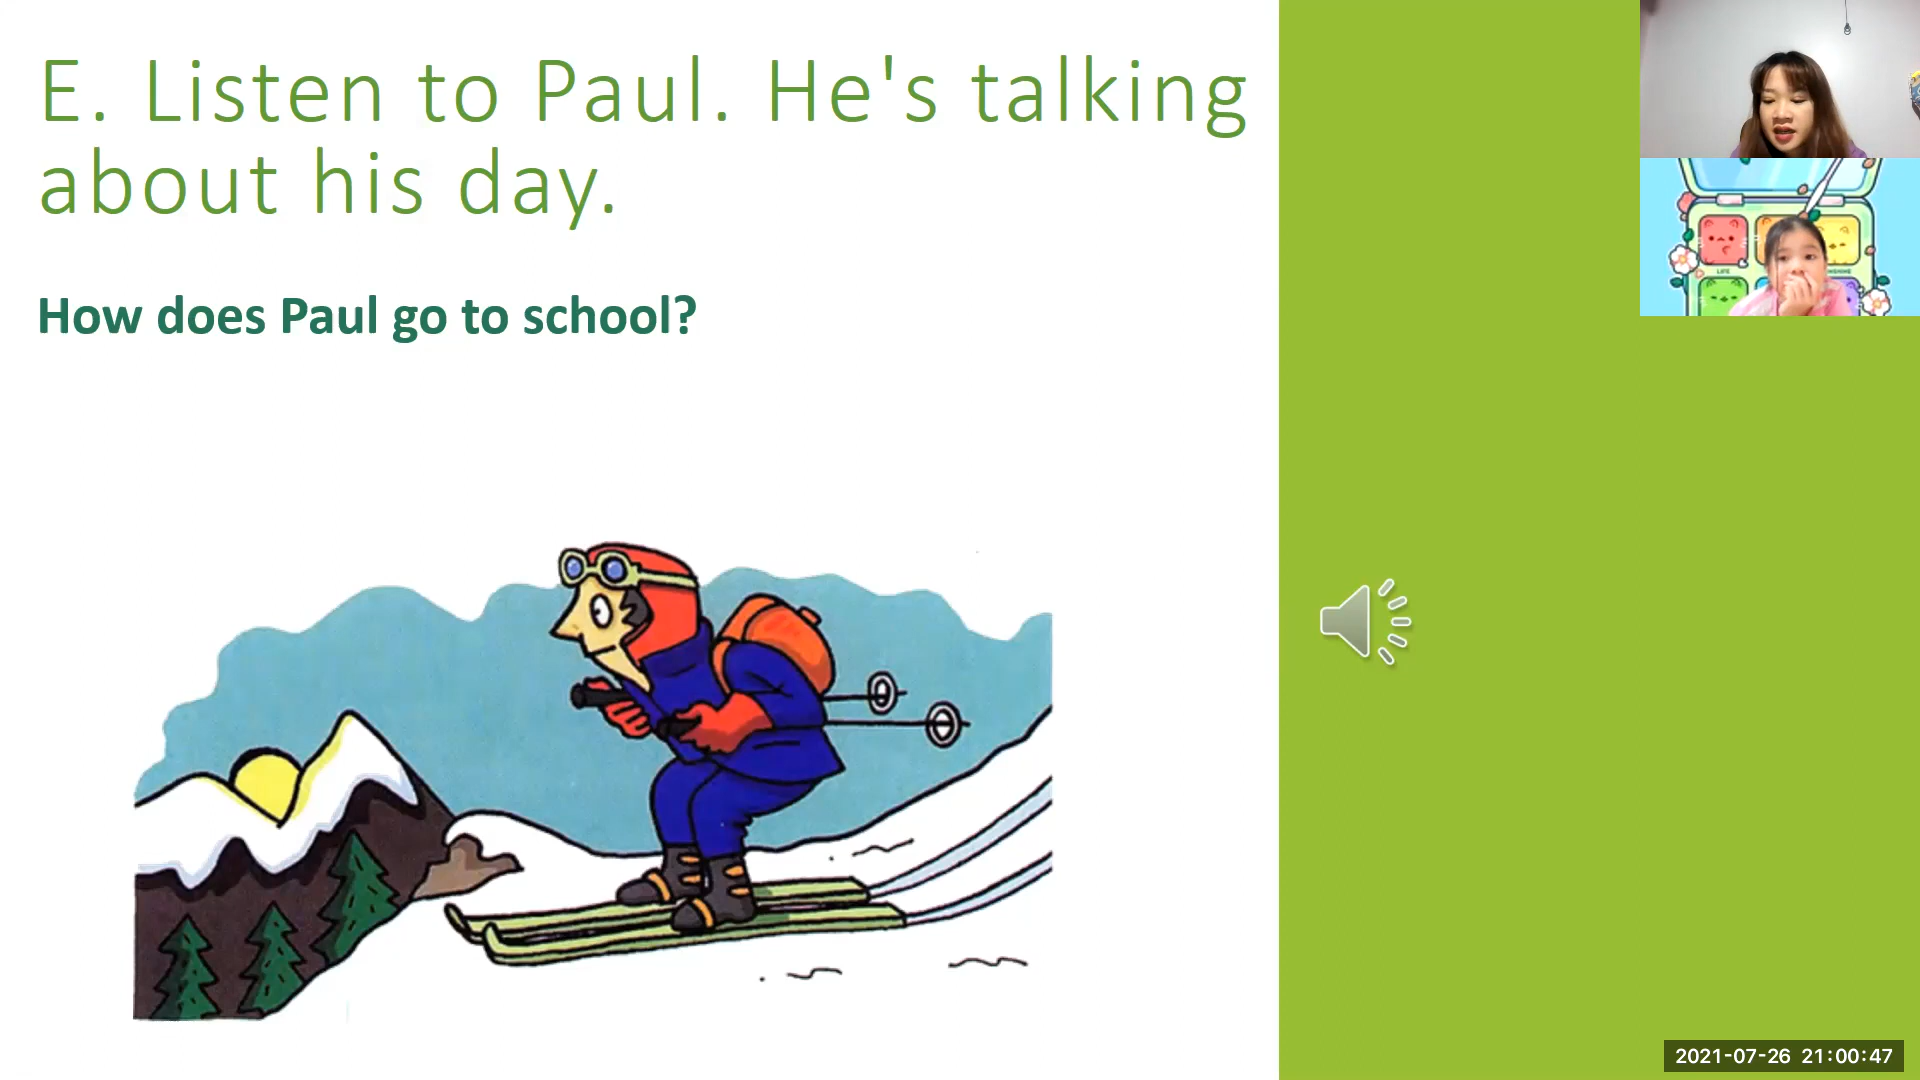 E. Listen to Paul. He's talking
about his day.
How does Paul go to school?
2021-07-26 21:00:47